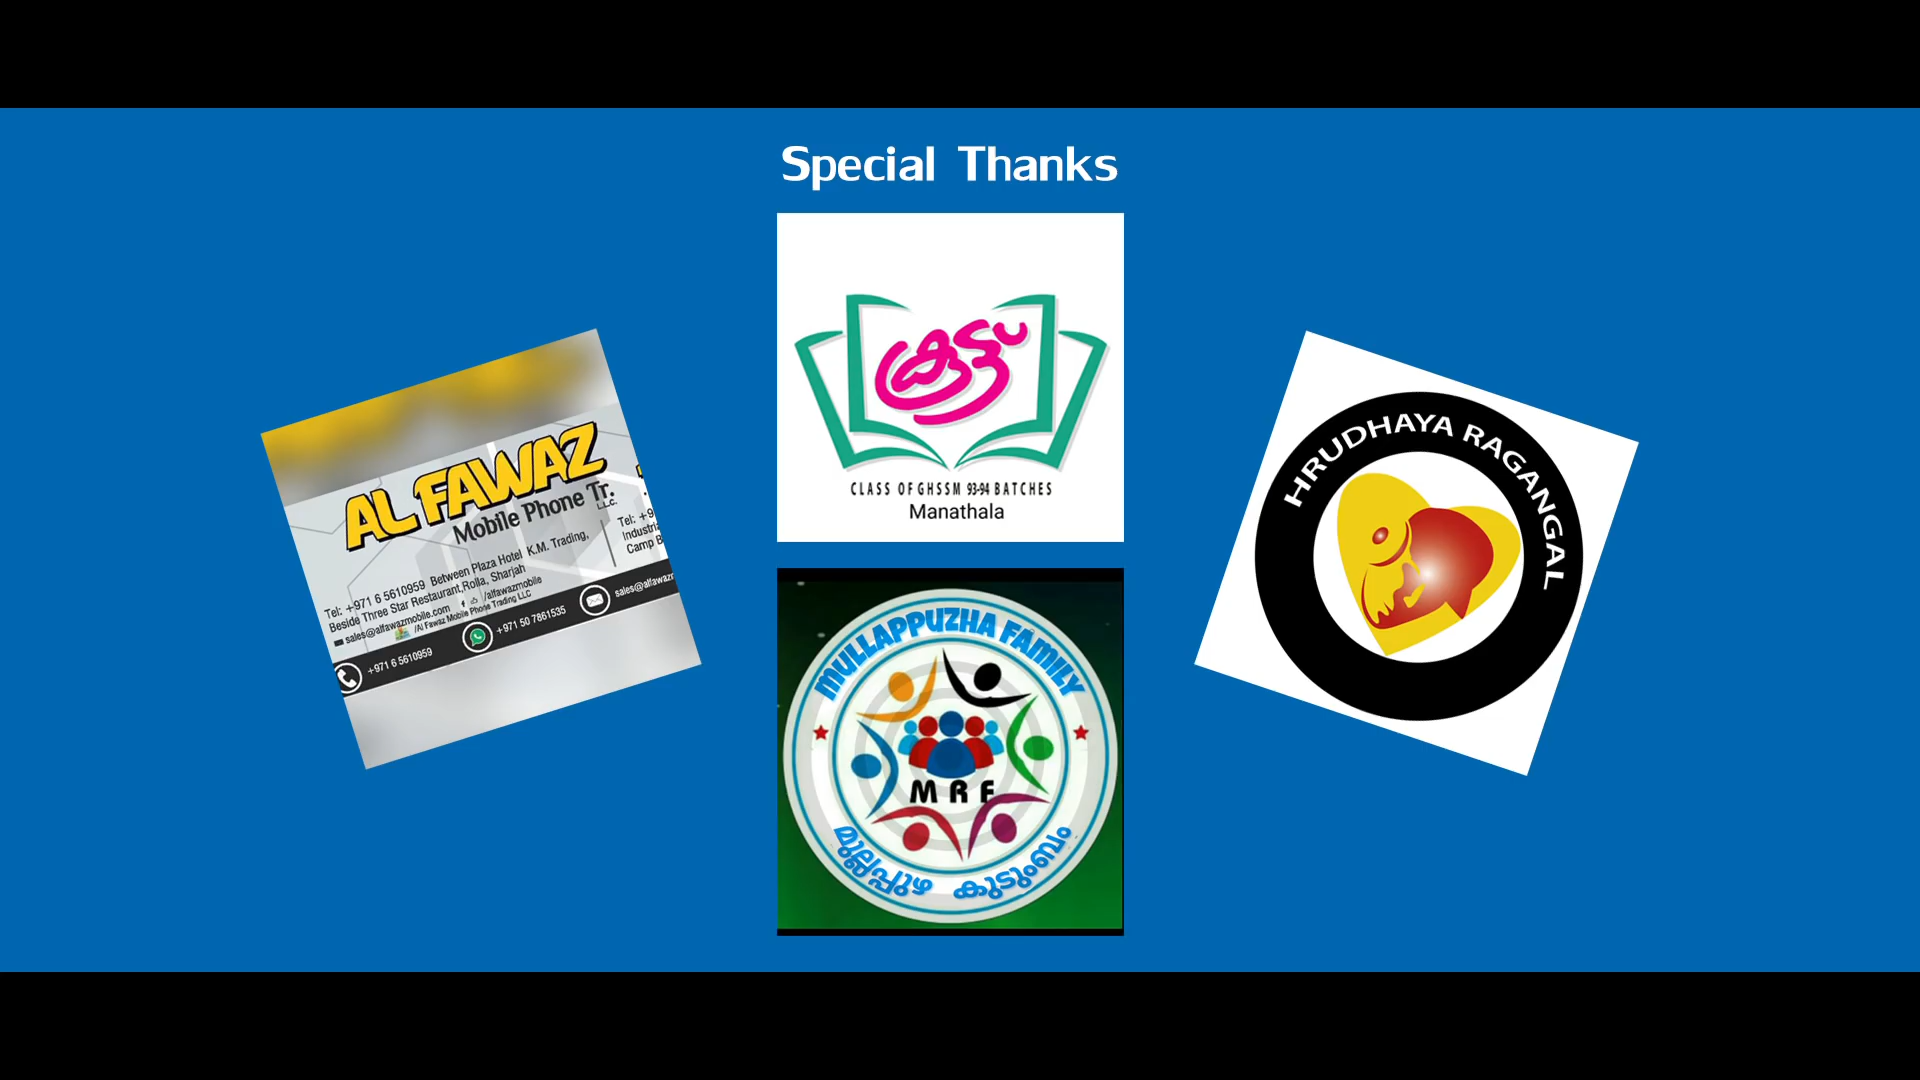 Special Thanks
കൂട്ട്
CLASS OF GHSSM 93-94 BATCHES
Manathala
AL FAWAZ
Mobile Phone Tr.
L.L.C.
Tel: +971 6 5610959 Between Plaza Hotel K.M. Trading,
Beside Three Star Restaurant,Rolla, Sharjah
sales@alfawazmobile.com /alfawazmobile
/Al Fawaz Mobile Phone Trading LLC
+971 6 5610959 +971 50 7861535 sales@alfawaz
Tel: +9
Camp B
HRUDHAYA RAGANGAL
MULLAPPUZHA FAMILY
MRF
മുല്ലപ്പുഴ കുടുംബം